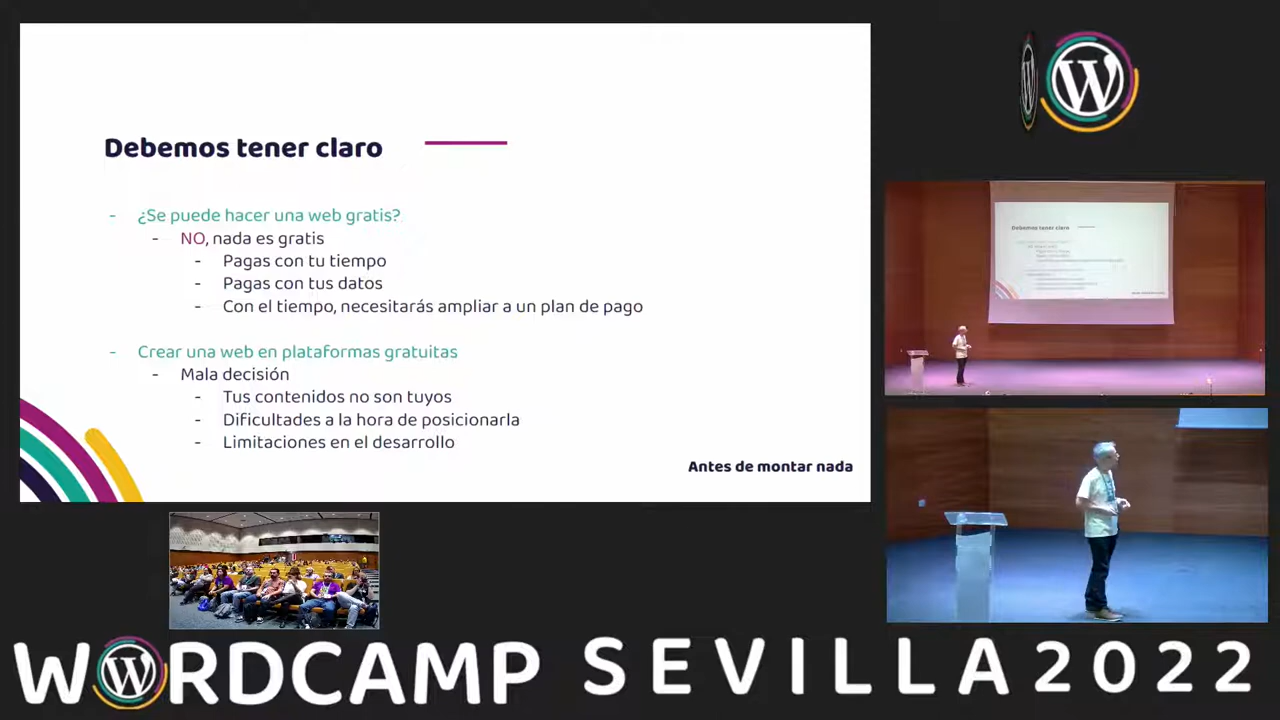 Debemos tener claro
- ¿Se puede hacer una web gratis?
- NO, nada es gratis
- Pagas con tu tiempo
- Pagas con tus datos
- Con el tiempo, necesitarás ampliar a un plan de pago
- Crear una web en plataformas gratuitas
- Mala decisión
- Tus contenidos no son tuyos
- Dificultades a la hora de posicionarla
- Limitaciones en el desarrollo
Antes de montar nada
Debemos tener claro
WORDCAMP SEVILLA 2022